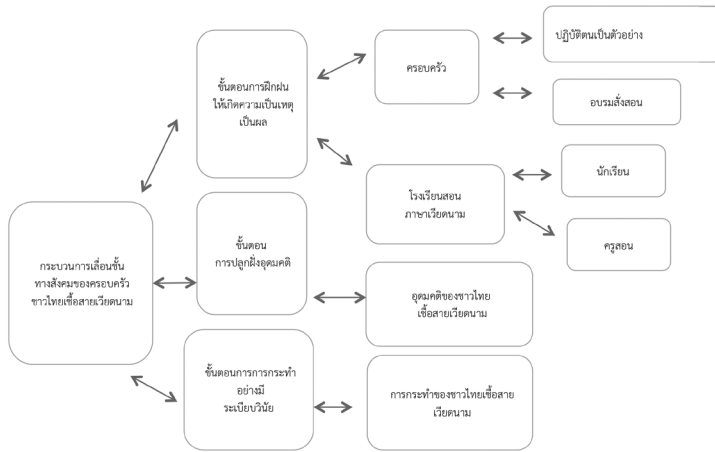 ปฏิบัติตนเป็นตัวอย่าง
ครอบครัว
ขั้นตอนการฝึกฝน
ให้เกิดความเป็นเหตุ
เป็นผล
อบรมสั่งสอน
นักเรียน
โรงเรียนสอน
ภาษาเวียดนาม
ครูสอน
กระบวนการเลื่อนชั้น
ทางสังคมของครอบครัว
ชาวไทยเชื้อสายเวียดนาม
ขั้นตอน
การปลูกฝังอุดมคติ
อุดมคติของชาวไทย
เชื้อสายเวียดนาม
ขั้นตอนการการกระทำ
อย่างมี
ระเบียบวินัย
การกระทำของชาวไทยเชื้อสาย
เวียดนาม